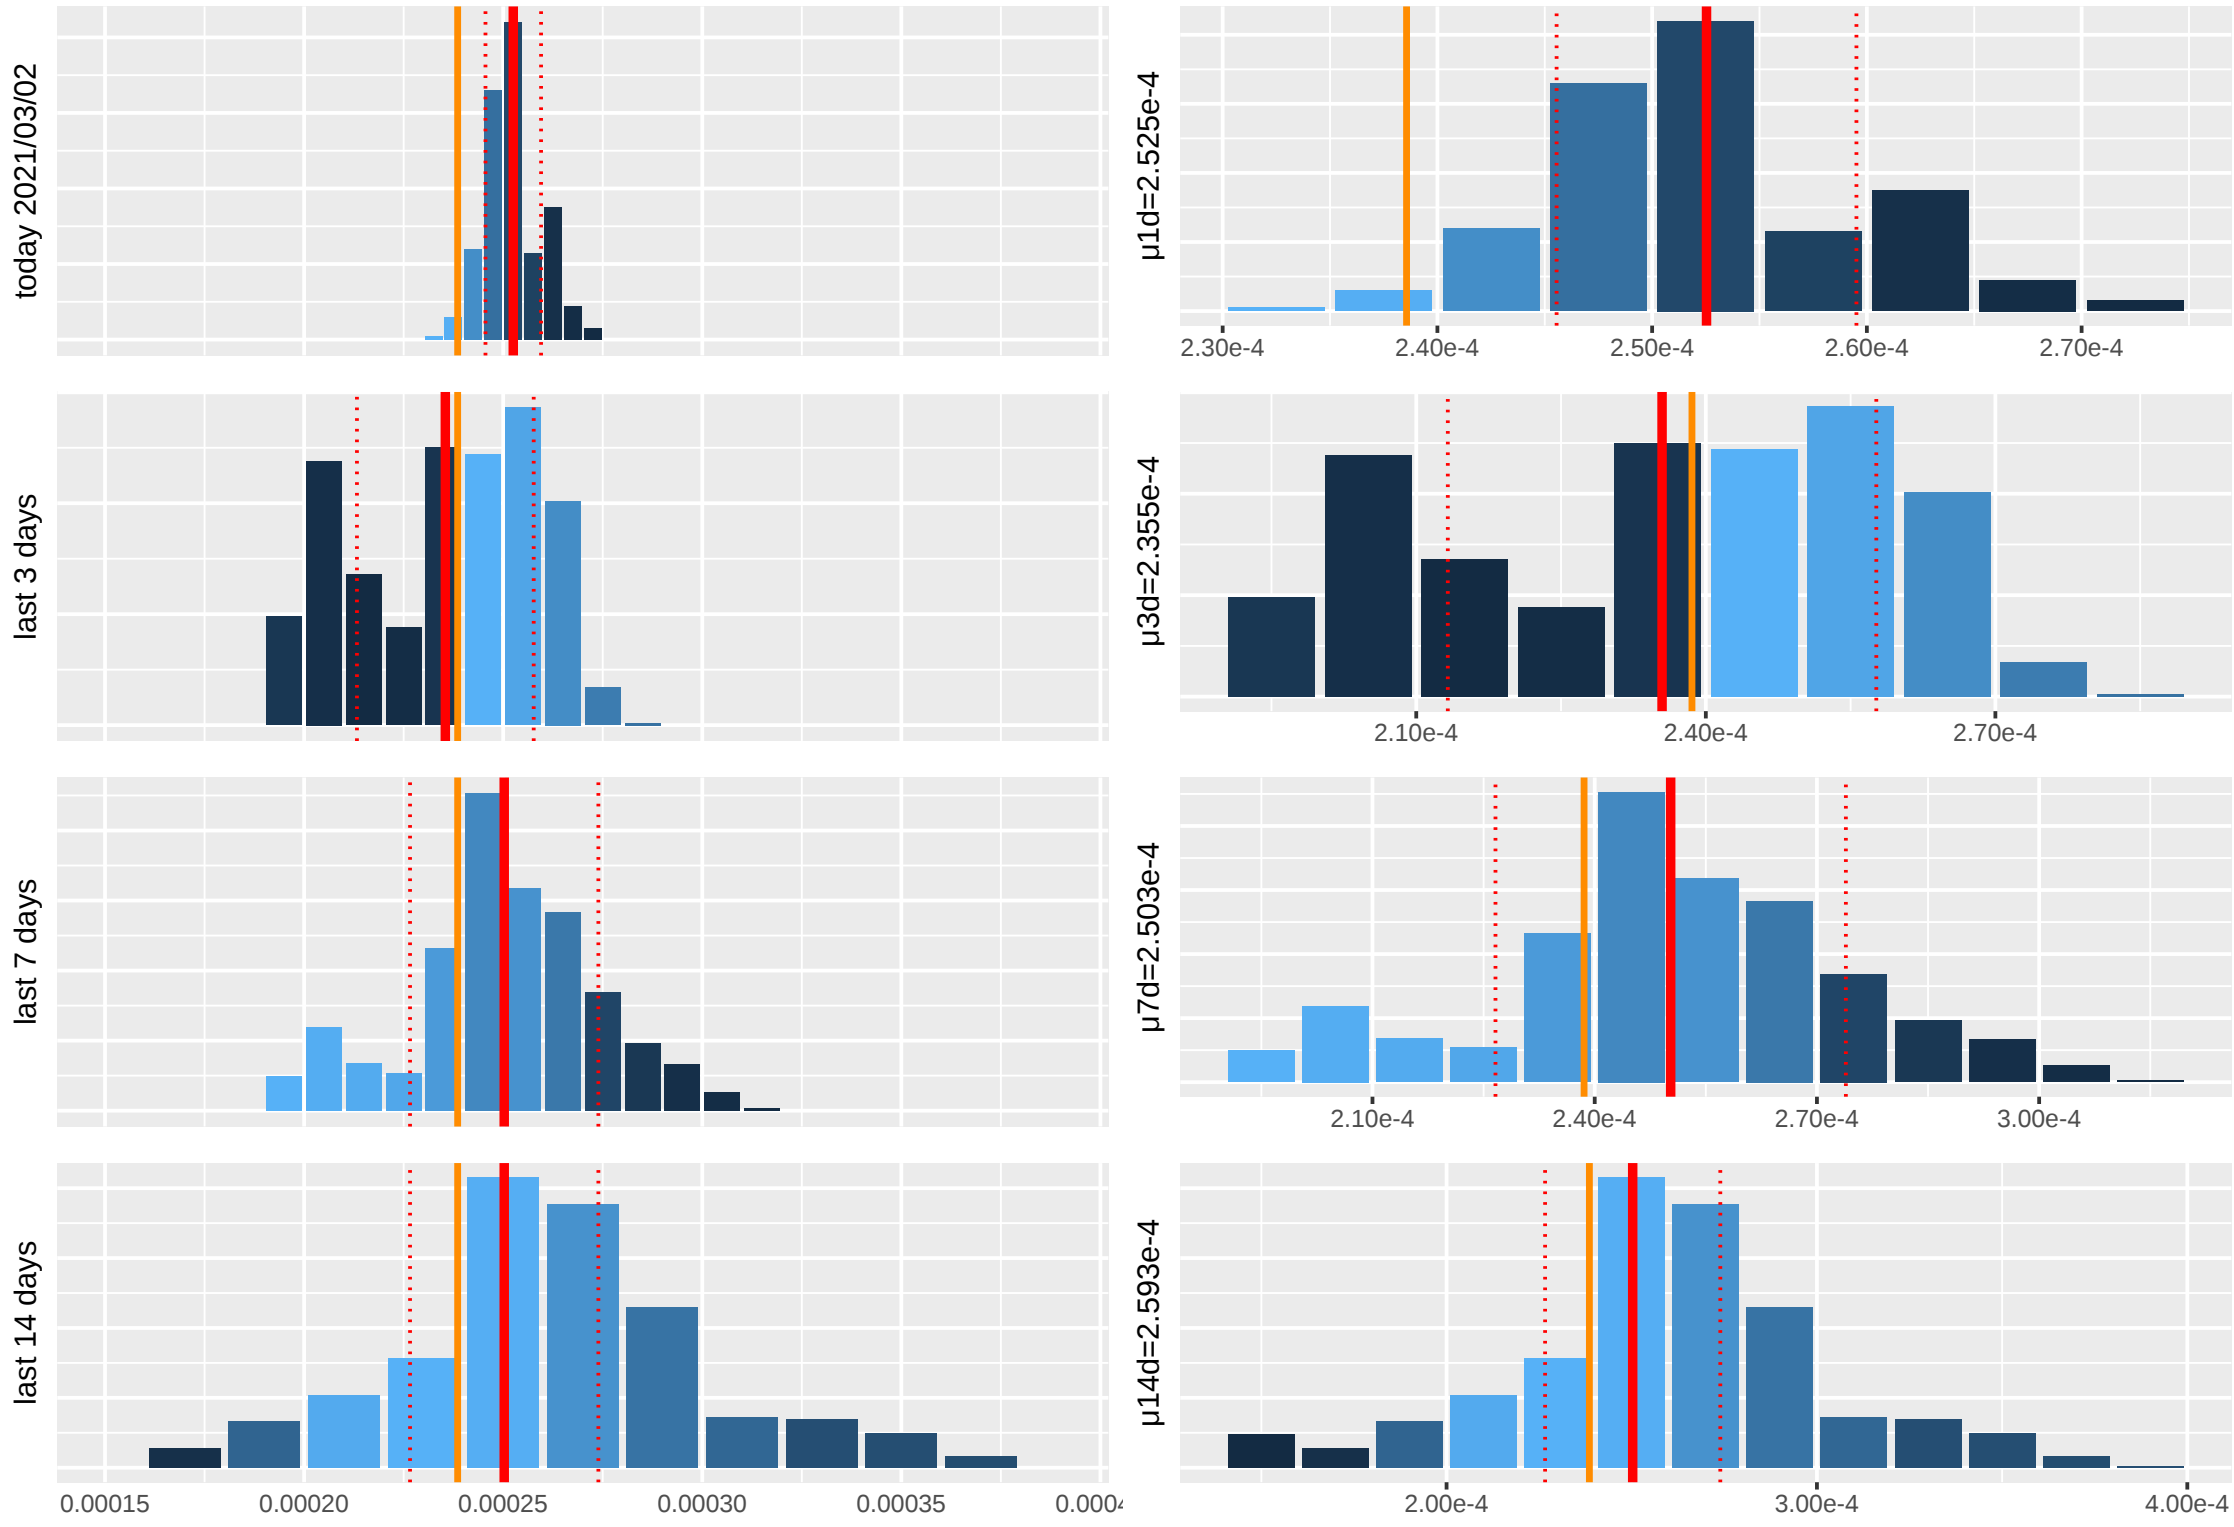 today 2021/03/02
µ1d=2.525e-4
2.30e-4 2.40e-4 2.50e-4 2.60e-4 2.70e-4
last 3 days
µ3d=2.355e-4
2.10e-4 2.40e-4 2.70e-4
last 7 days
µ7d=2.503e-4
2.10e-4 2.40e-4 2.70e-4 3.00e-4
last 14 days
µ14d=2.593e-4
0.00015 0.00020 0.00025 0.00030 0.00035 0.0004
2.00e-4 3.00e-4 4.00e-4